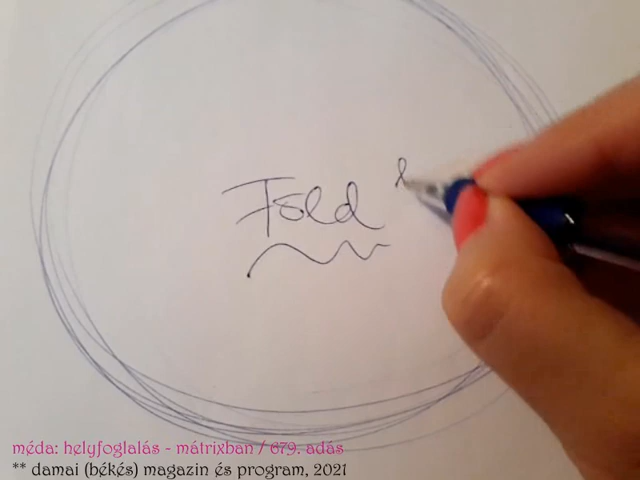 Föld
méda: helyfoglalás - mátrixban / 679. adás
** damai (békés) magazin és program, 2021